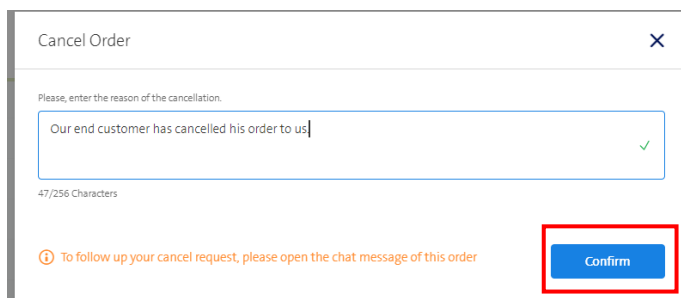 Cancel Order
Please, enter the reason of the cancellation.
Our end customer has cancelled his order to us.
47/256 Characters
To follow up your cancel request, please open the chat message of this order
Confirm